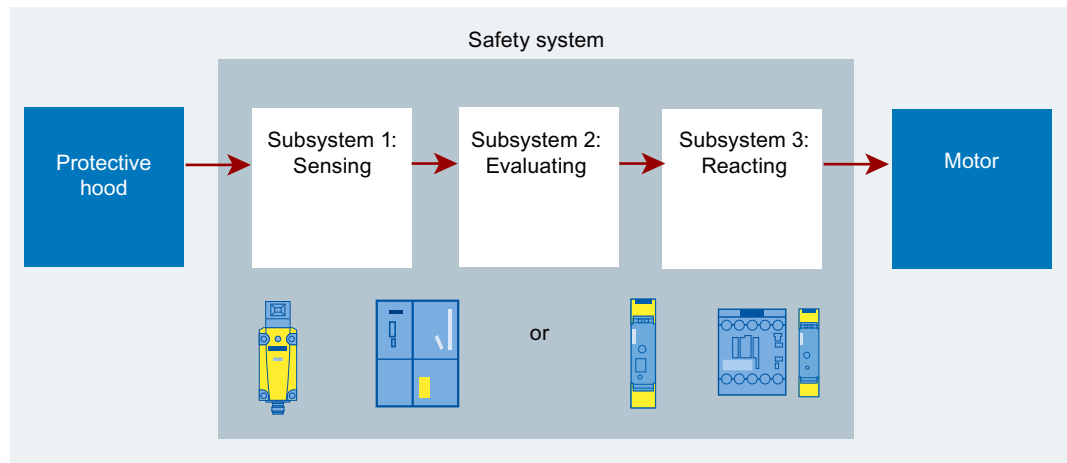 Safety system
Protective
hood
Subsystem 1:
Sensing
Subsystem 2:
Evaluating
Subsystem 3:
Reacting
Motor
or